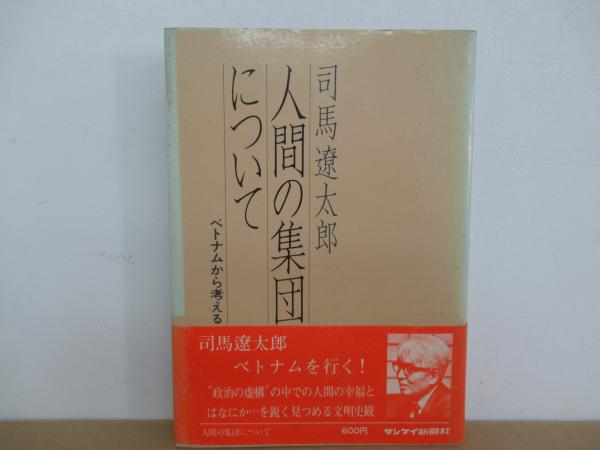 司馬遼太郎
人間の集団
について
ベトナムから考える
司馬遼太郎
ベトナムを行く!
"政治の虚構"の中での人間の幸福と
はなにか…を鋭く見つめる文明史観
人間の集団について
600円
サンケイ新聞社